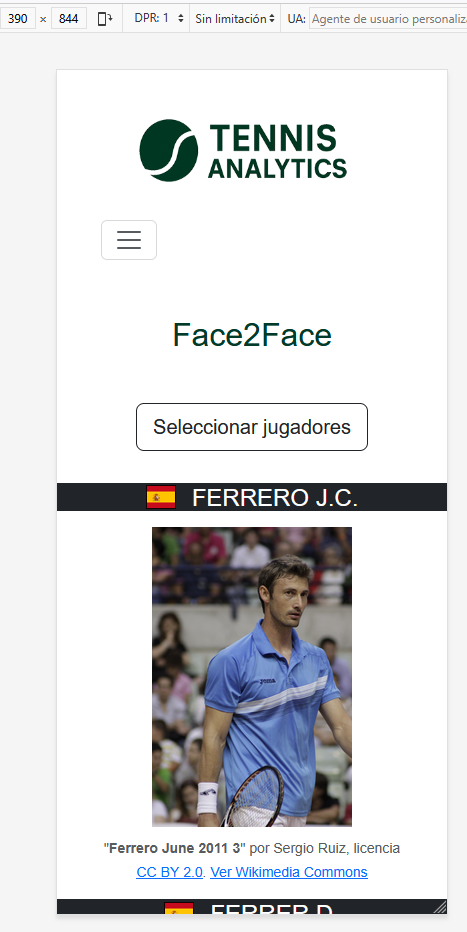 390 × 844 DPR: 1 Sin limitación UA: Agente de usuario personaliz
TENNIS
ANALYTICS
Face2Face
Seleccionar jugadores
FERRERO J.C.
joma
"Ferrero June 2011 3" por Sergio Ruiz, licencia
CC BY 2.0. Ver Wikimedia Commons
FERRER D.